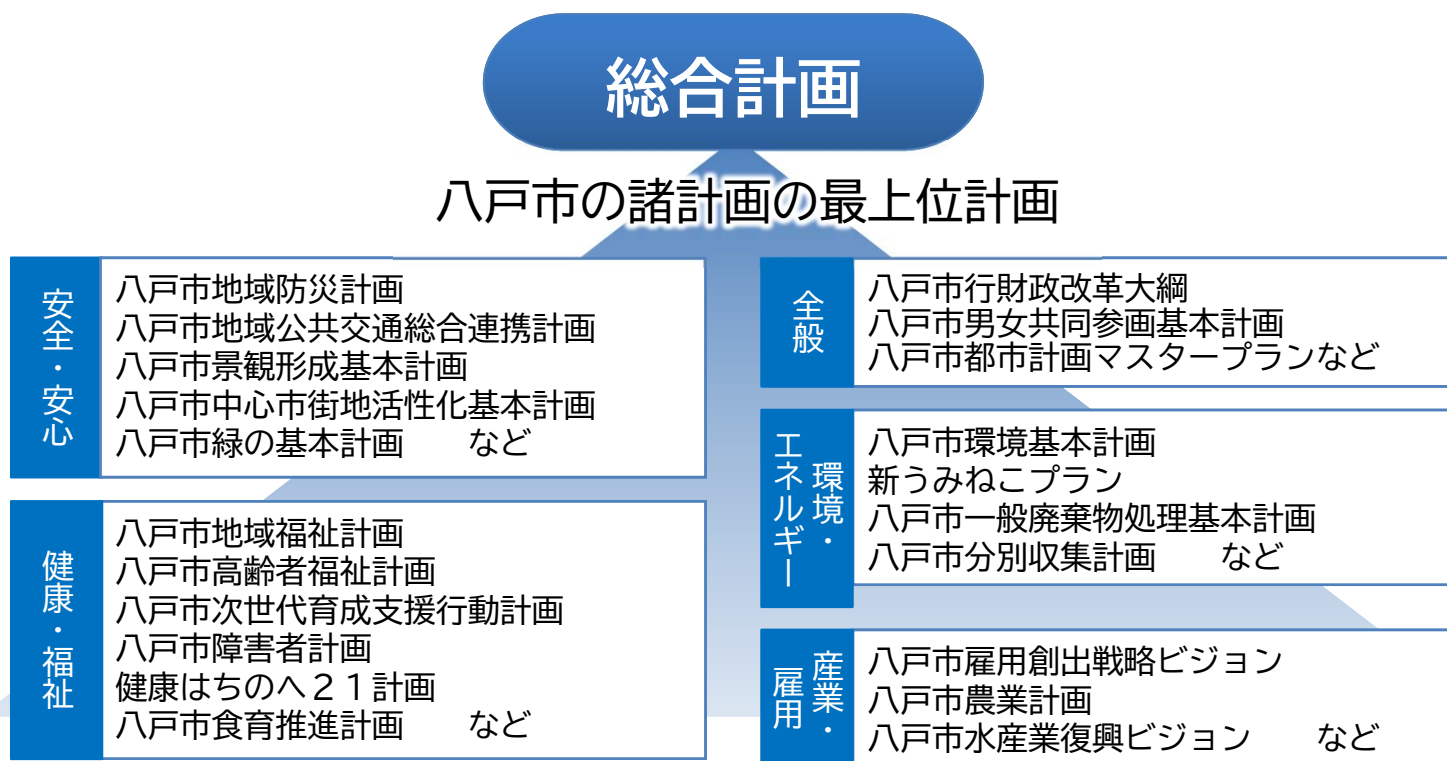 総合計画
八戸市の諸計画の最上位計画
安全・安心
八戸市地域防災計画
八戸市地域公共交通総合連携計画
八戸市景観形成基本計画
八戸市中心市街地活性化基本計画
八戸市緑の基本計画　　など
健康・福祉
八戸市地域福祉計画
八戸市高齢者福祉計画
八戸市次世代育成支援行動計画
八戸市障害者計画
健康はちのへ２１計画
八戸市食育推進計画　　など
全般
八戸市行財政改革大綱
八戸市男女共同参画基本計画
八戸市都市計画マスタープランなど
環境・
エネルギー
八戸市環境基本計画
新うみねこプラン
八戸市一般廃棄物処理基本計画
八戸市分別収集計画　　など
産業・
雇用
八戸市雇用創出戦略ビジョン
八戸市農業計画
八戸市水産業復興ビジョン　　など